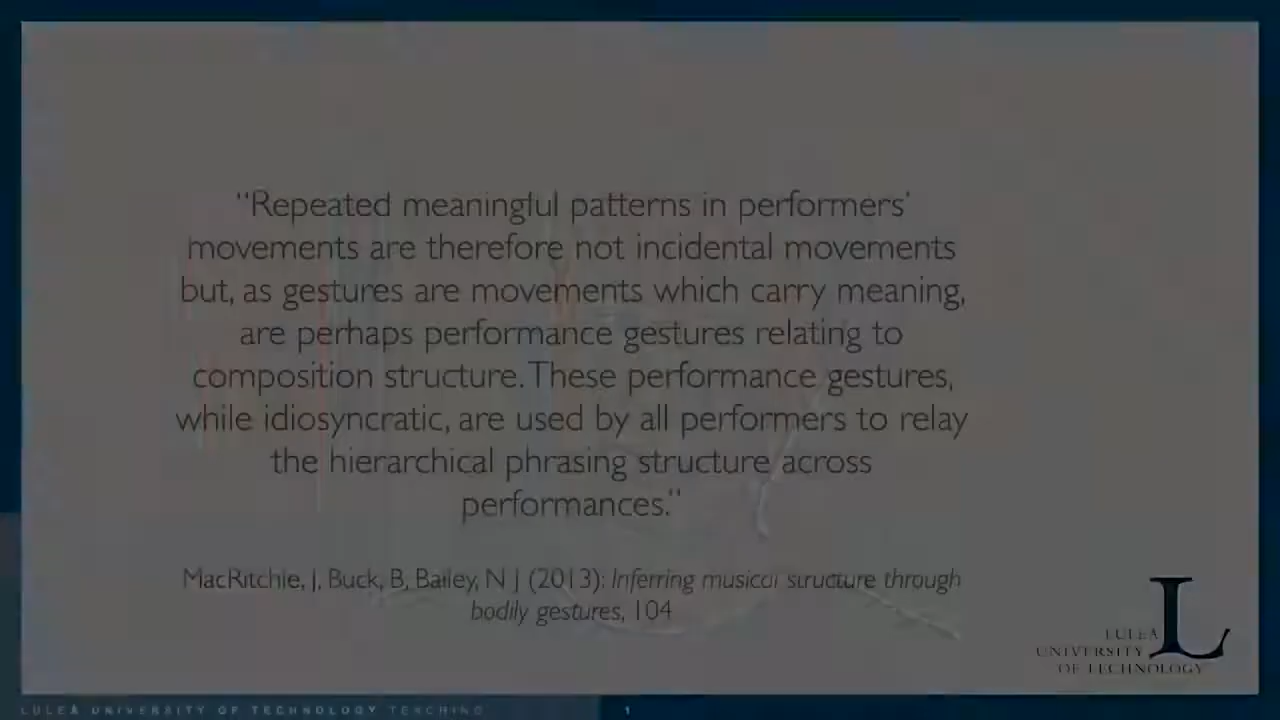 “Repeated meaningful patterns in performers’
movements are therefore not incidental movements
but, as gestures are movements which carry meaning,
are perhaps performance gestures relating to
composition structure. These performance gestures,
while idiosyncratic, are used by all performers to relay
the hierarchical phrasing structure across
performances.“
MacRitchie, J, Buck, B, Bailey, N J (2013): Inferring musical structure through
bodily gestures, 104
L
LULEÅ
UNIVERSITY
OF TECHNOLOGY
LULEÅ UNIVERSITY OF TECHNOLOGY TEACHING 1